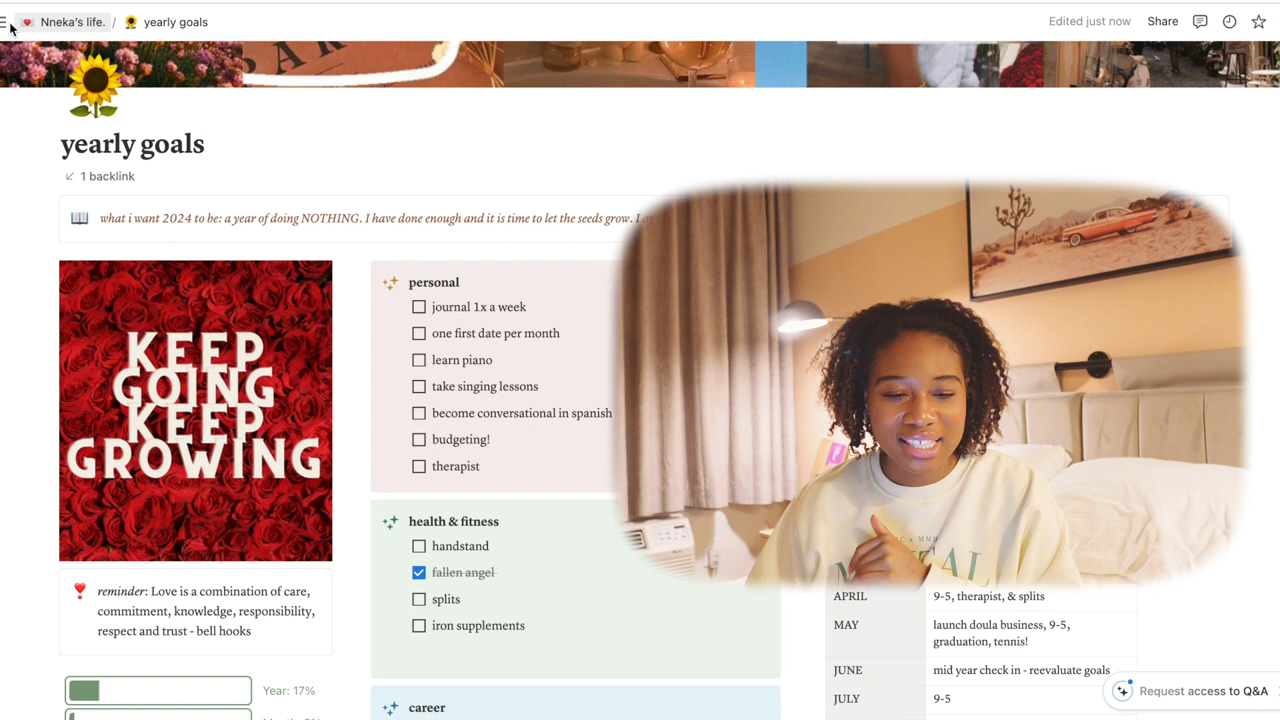 Nneka's life. / yearly goals
Edited just now Share
BAR
yearly goals
1 backlink
what i want 2024 to be: a year of doing NOTHING. I have done enough and it is time to let the seeds grow. I
KEEP
GOING
KEEP
GROWING
reminder: Love is a combination of care,
commitment, knowledge, responsibility,
respect and trust - bell hooks
Year: 17%
personal
journal 1x a week
one first date per month
learn piano
take singing lessons
become conversational in spanish
budgeting!
therapist
health & fitness
handstand
fallen angel
splits
iron supplements
career
APRIL 9-5, therapist, & splits
MAY launch doula business, 9-5,
graduation, tennis!
JUNE mid year check in - reevaluate goals
JULY 9-5
Request access to Q&A